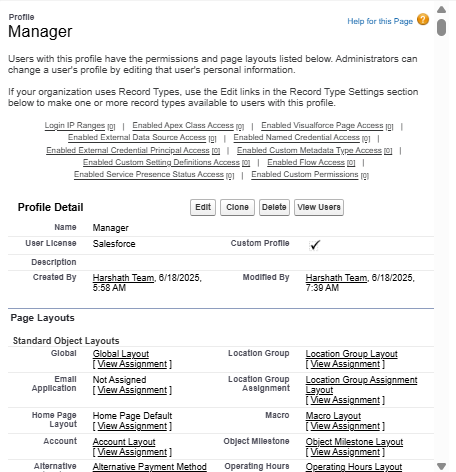 Profile
Manager
Help for this Page
Users with this profile have the permissions and page layouts listed below. Administrators can
change a user's profile by editing that user's personal information.
If your organization uses Record Types, use the Edit links in the Record Type Settings section
below to make one or more record types available to users with this profile.
Login IP Ranges [0] | Enabled Apex Class Access [0] | Enabled Visualforce Page Access [0] |
Enabled External Data Source Access [0] | Enabled Named Credential Access [0] |
Enabled External Credential Principal Access [0] | Enabled Custom Metadata Type Access [0] |
Enabled Custom Setting Definitions Access [0] | Enabled Flow Access [0] |
Enabled Service Presence Status Access [0] | Enabled Custom Permissions [0]
Profile Detail Edit Clone Delete View Users
Name Manager
User License Salesforce Custom Profile ✓
Description
Created By Harshath Team, 6/18/2025, Modified By Harshath Team, 6/18/2025,
5:58 AM 7:39 AM
Page Layouts
Standard Object Layouts
Global Global Layout Location Group Location Group Layout
[ View Assignment ] [ View Assignment ]
Email Not Assigned Location Group Location Group Assignment
Application [ View Assignment ] Assignment Layout
[ View Assignment ]
Home Page Home Page Default Macro Macro Layout
Layout [ View Assignment ] [ View Assignment ]
Account Account Layout Object Milestone Object Milestone Layout
[ View Assignment ] [ View Assignment ]
Alternative Alternative Payment Method Operating Hours Operating Hours Layout